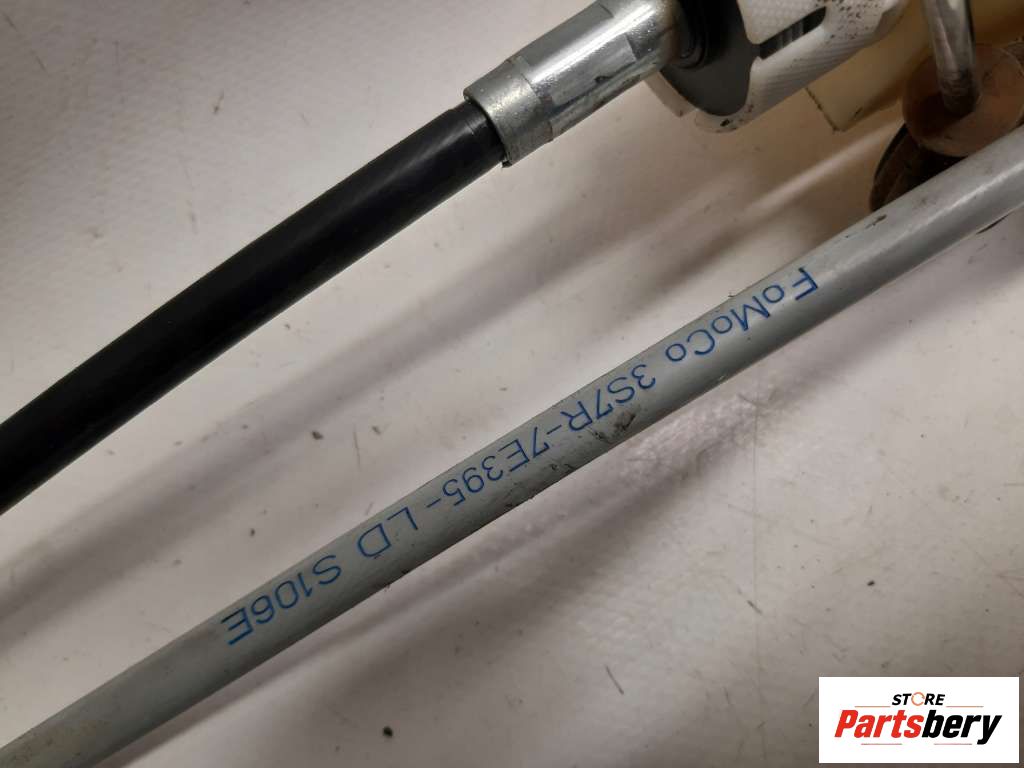 FoMoCo 3S7R-7E395-LD S106E
STORE
Partsbery